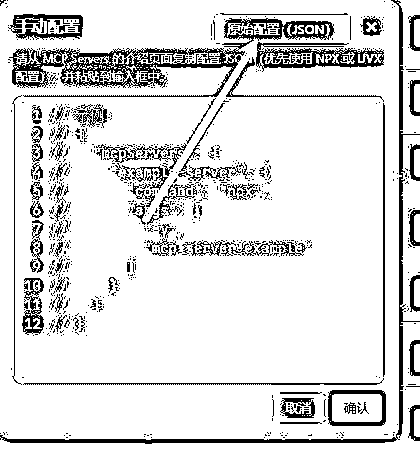 手动配置
原始配置 (JSON)
请从 MCP Servers 的介绍页面复制配置 JSON (优先使用 NPX 或 UVX
配置)，并粘贴到输入框中。
1 // 示例
2 // {
3 // "mcpServers": {
4 // "example-server": {
5 // "command": "npx",
6 // "args": [
7 // "-y",
8 // "mcp-server-example"
9 // ]
10 // }
11 // }
12 // }
取消
确认